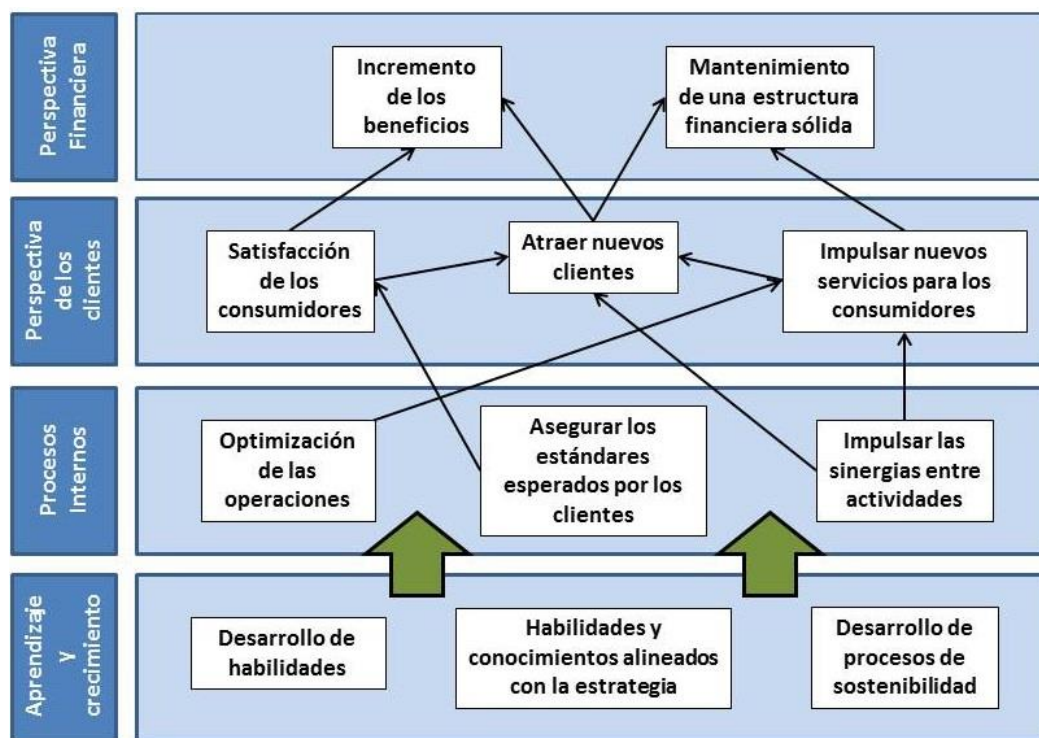 Perspectiva
Financiera
Incremento
de los
beneficios
Mantenimiento
de una estructura
financiera sólida
Perspectiva
de los
clientes
Satisfacción
de los
consumidores
Atraer nuevos
clientes
Impulsar nuevos
servicios para los
consumidores
Procesos
Internos
Optimización
de las
operaciones
Asegurar los
estándares
esperados por los
clientes
Impulsar las
sinergias entre
actividades
Aprendizaje
y
crecimiento
Desarrollo de
habilidades
Habilidades y
conocimientos alineados
con la estrategia
Desarrollo de
procesos de
sostenibilidad